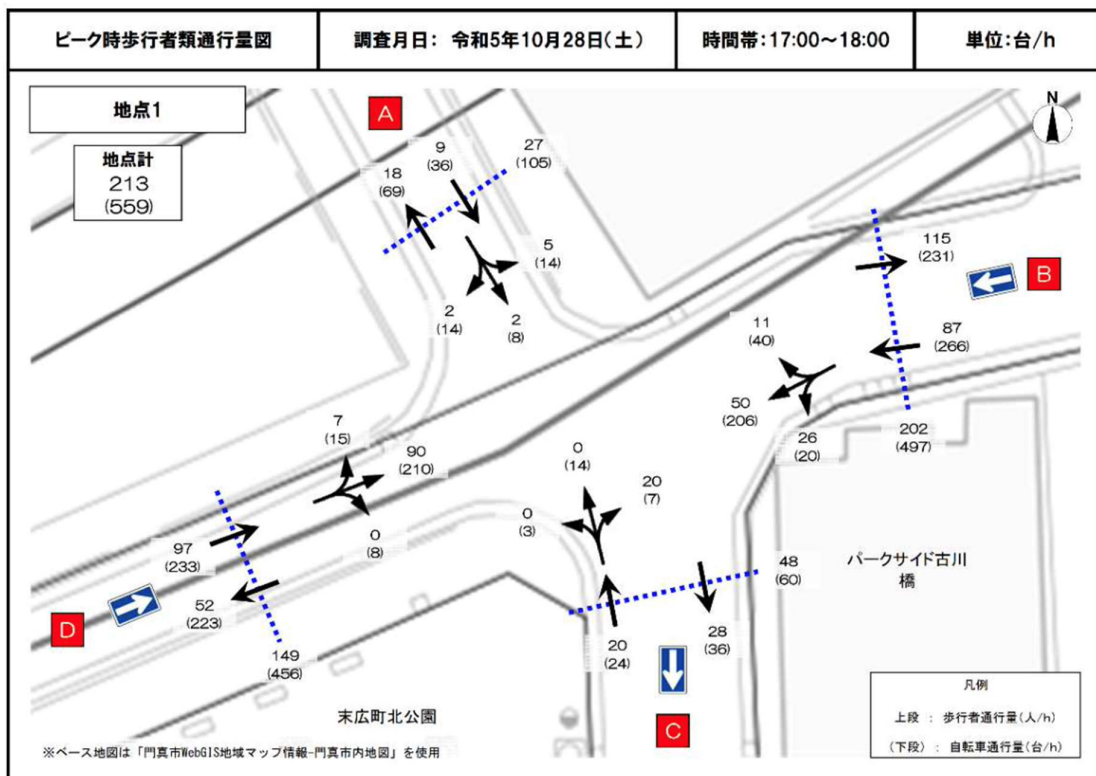 ピーク時歩行者類通行量図
調査月日： 令和5年10月28日(土)
時間帯：17:00～18:00
単位：台/h
地点1
地点計
213
(559)
A
N
9
(36)
27
(105)
18
(69)
5
(14)
2
(14)
2
(8)
115
(231)
B
87
(266)
11
(40)
50
(206)
26
(20)
202
(497)
7
(15)
90
(210)
0
(8)
0
(14)
20
(7)
0
(3)
97
(233)
52
(223)
D
149
(456)
48
(60)
20
(24)
28
(36)
C
パークサイド古川
橋
末広町北公園
凡例
上段 ： 歩行者通行量(人/h)
(下段) ： 自転車通行量(台/h)
※ベース地図は「門真市WebGIS地域マップ情報-門真市内地図」を使用